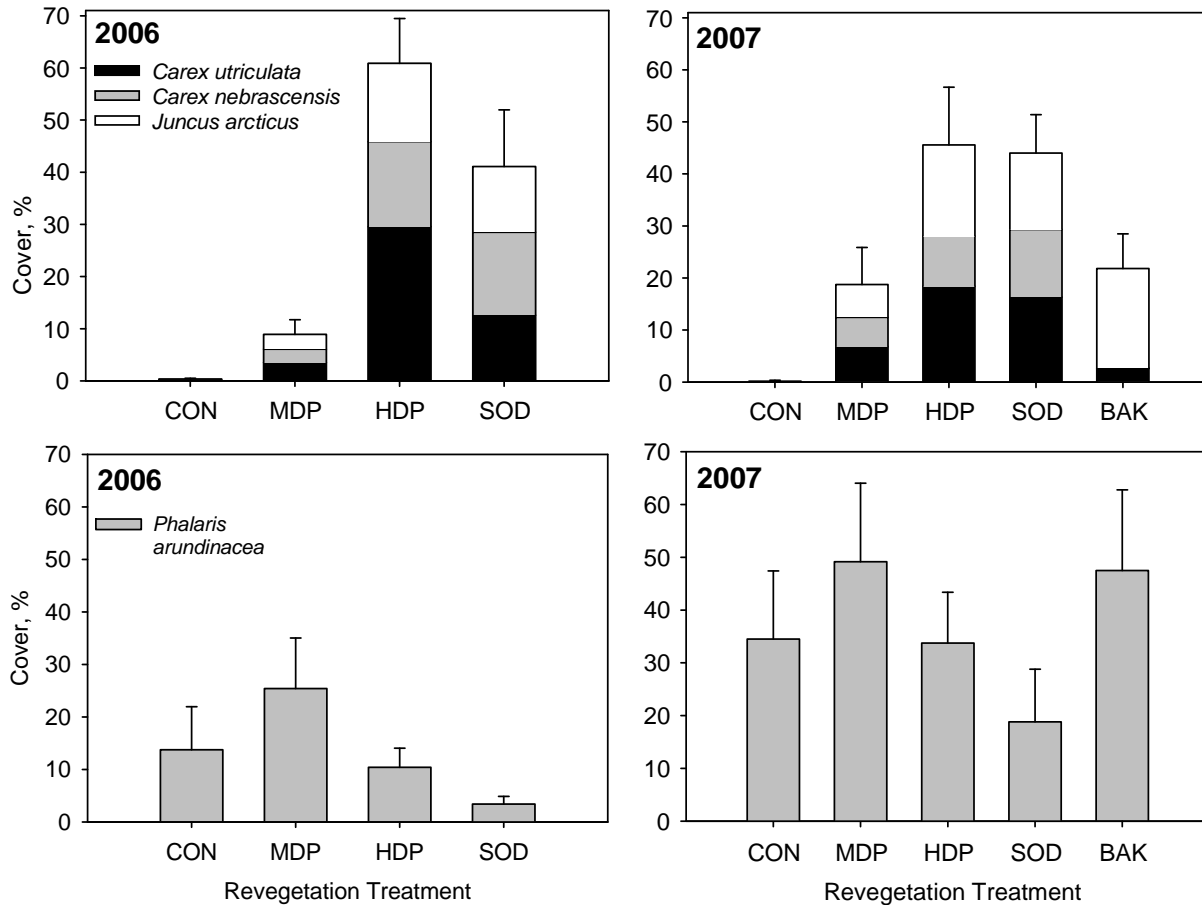 2006
Carex utriculata
Carex nebrascensis
Juncus arcticus
Cover, %
70
60
50
40
30
20
10
0
CON MDP HDP SOD
2007
70
60
50
40
30
20
10
0
CON MDP HDP SOD BAK
2006
Phalaris
arundinacea
Cover, %
70
60
50
40
30
20
10
0
CON MDP HDP SOD
Revegetation Treatment
2007
70
60
50
40
30
20
10
0
CON MDP HDP SOD BAK
Revegetation Treatment